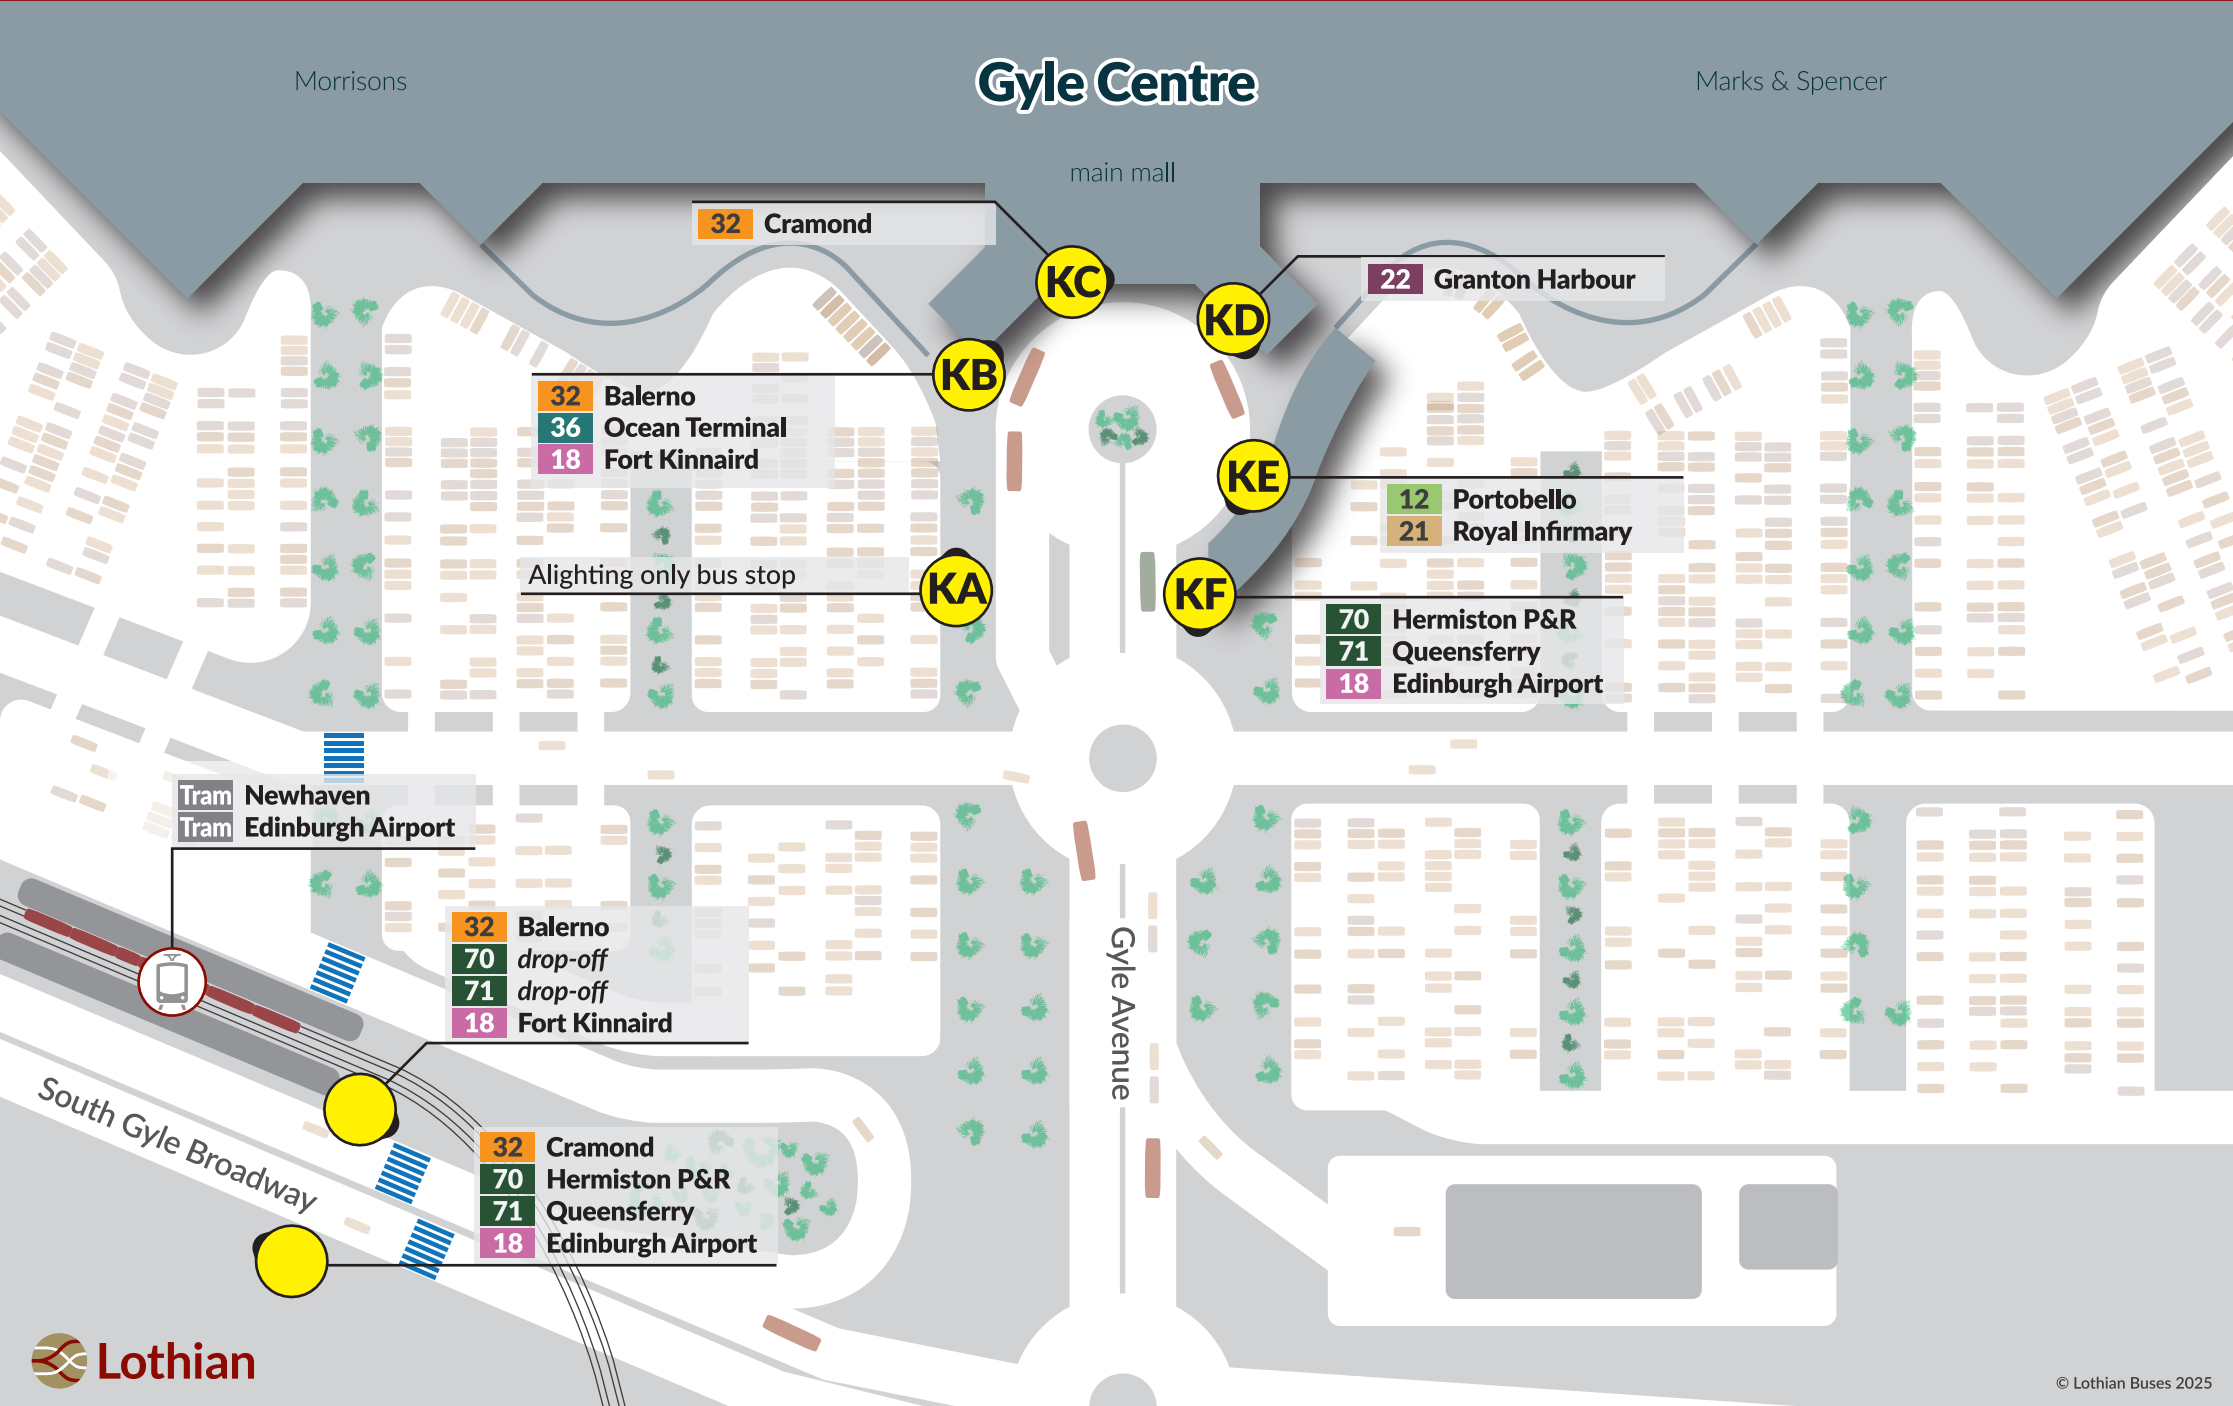 Morrisons
Gyle Centre
Marks & Spencer
main mall
32 Cramond
KC
KD
22 Granton Harbour
KB
32 Balerno
36 Ocean Terminal
18 Fort Kinnaird
KE
12 Portobello
21 Royal Infirmary
Alighting only bus stop
KA
KF
70 Hermiston P&R
71 Queensferry
18 Edinburgh Airport
Tram Newhaven
Tram Edinburgh Airport
32 Balerno
70 drop-off
71 drop-off
18 Fort Kinnaird
Gyle Avenue
South Gyle Broadway
32 Cramond
70 Hermiston P&R
71 Queensferry
18 Edinburgh Airport
Lothian
© Lothian Buses 2025